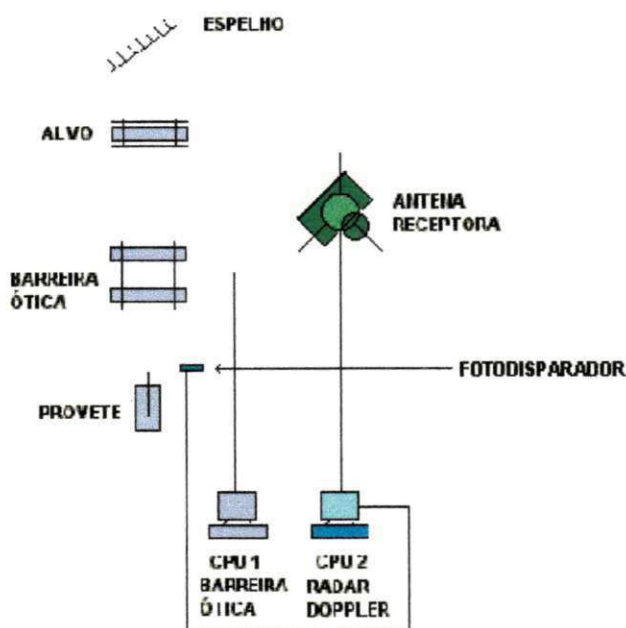 ESPELHO
ALVO
ANTENA
RECEPTORA
BARREIRA
ÓTICA
FOTODISPARADOR
PROVETE
CPU 1
BARREIRA
ÓTICA
CPU 2
RADAR
DOPPLER